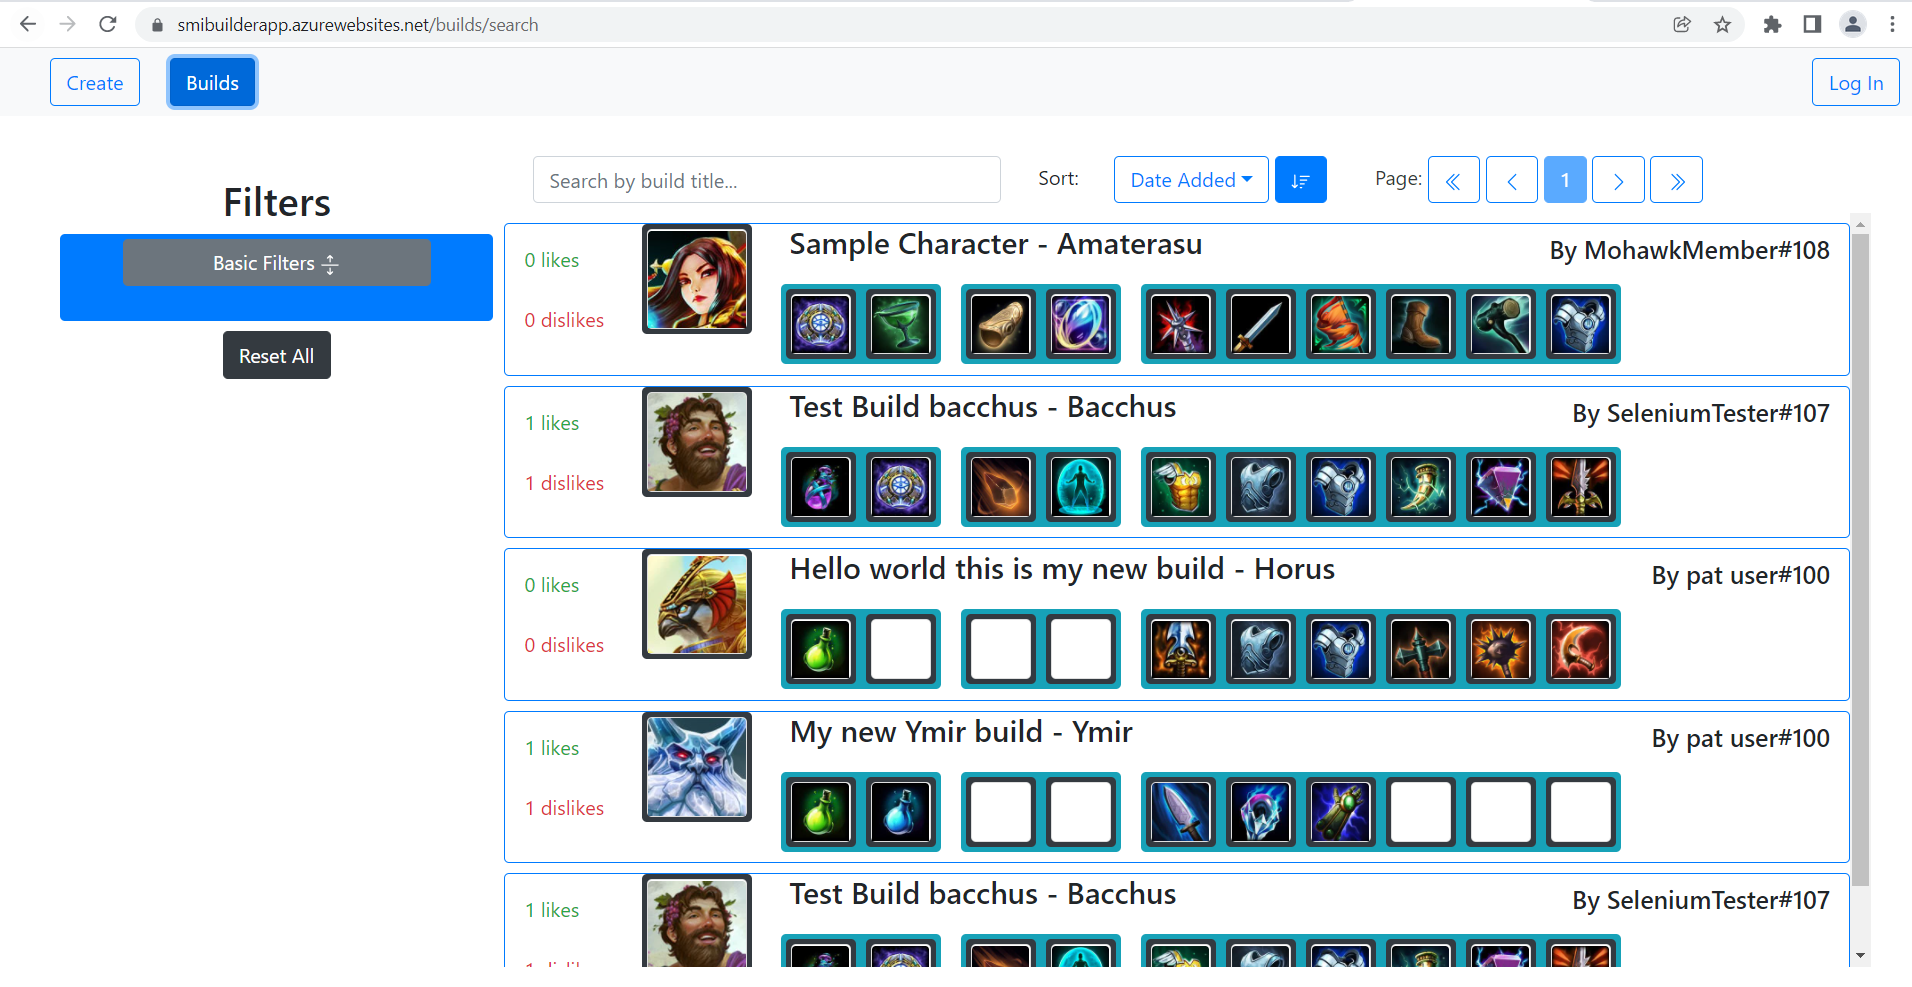 smibuilderapp.azurewebsites.net/builds/search
Create
Builds
Log In
Search by build title...
Sort:
Date Added
Page:
1
Filters
Basic Filters
Reset All
0 likes
0 dislikes
Sample Character - Amaterasu
By MohawkMember#108
1 likes
1 dislikes
Test Build bacchus - Bacchus
By SeleniumTester#107
0 likes
0 dislikes
Hello world this is my new build - Horus
By pat user#100
1 likes
1 dislikes
My new Ymir build - Ymir
By pat user#100
1 likes
Test Build bacchus - Bacchus
By SeleniumTester#107